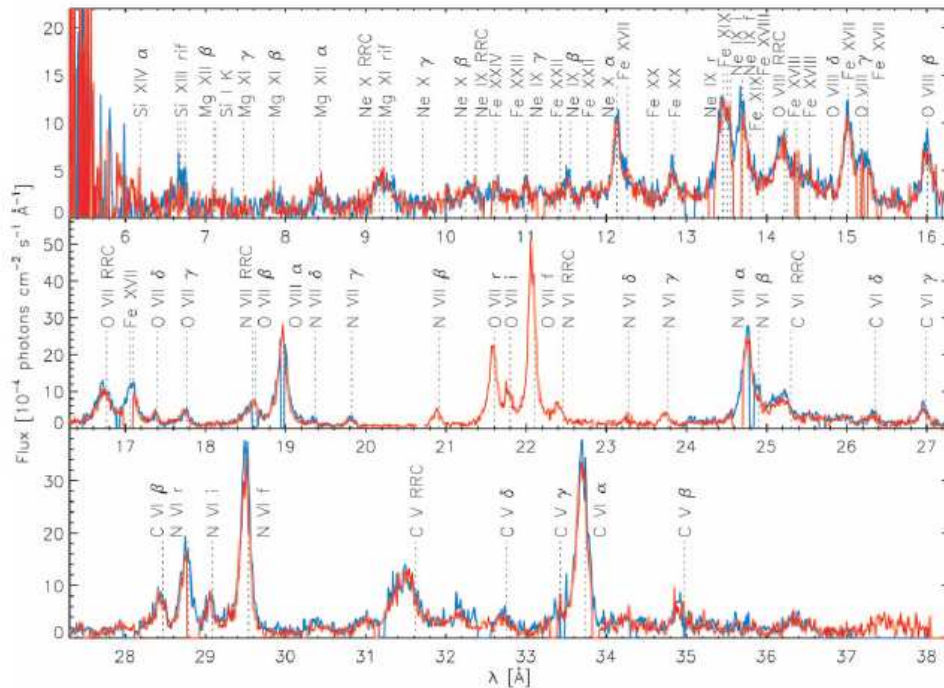 20
15
10
5
0
Si XIV α
Si XIII rif
Mg XII β
Si I K
Mg XI γ
Mg XI β
Mg XII α
Ne X RRC
Mg XI rif
Ne X γ
Ne X β
Ne IX RRC
Fe XXIV
Fe XXIII
Ne IX γ
Fe XXII
Ne IX β
Fe XXII
Ne X α
Fe XVII
Fe XX
Fe XX
Ne IX r
Fe XIX
Ne IX i
Fe XIX
Ne IX f
Fe XVIII
O VIII RRC
Fe XVIII
Fe XVIII
O VIII δ
Fe XVII
O VIII γ
Fe XVII
O VIII β
6 7 8 9 10 11 12 13 14 15 16
Flux [10⁻⁴ photons cm⁻² s⁻¹ Å⁻¹]
50
40
30
20
10
0
O VII RRC
Fe XVII
O VII δ
O VII γ
N VII RRC
O VII β
O VIII α
N VII δ
N VII γ
N VII β
O VII r
O VII i
O VII f
N VI RRC
N VI δ
N VI γ
N VII α
N VI β
C VI RRC
C VI δ
C VI γ
17 18 19 20 21 22 23 24 25 26 27
30
20
10
0
C VI β
N VI r
N VI i
N VI f
C V RRC
C V δ
C V γ
C VI α
C V β
28 29 30 31 32 33 34 35 36 37 38
λ [Å]